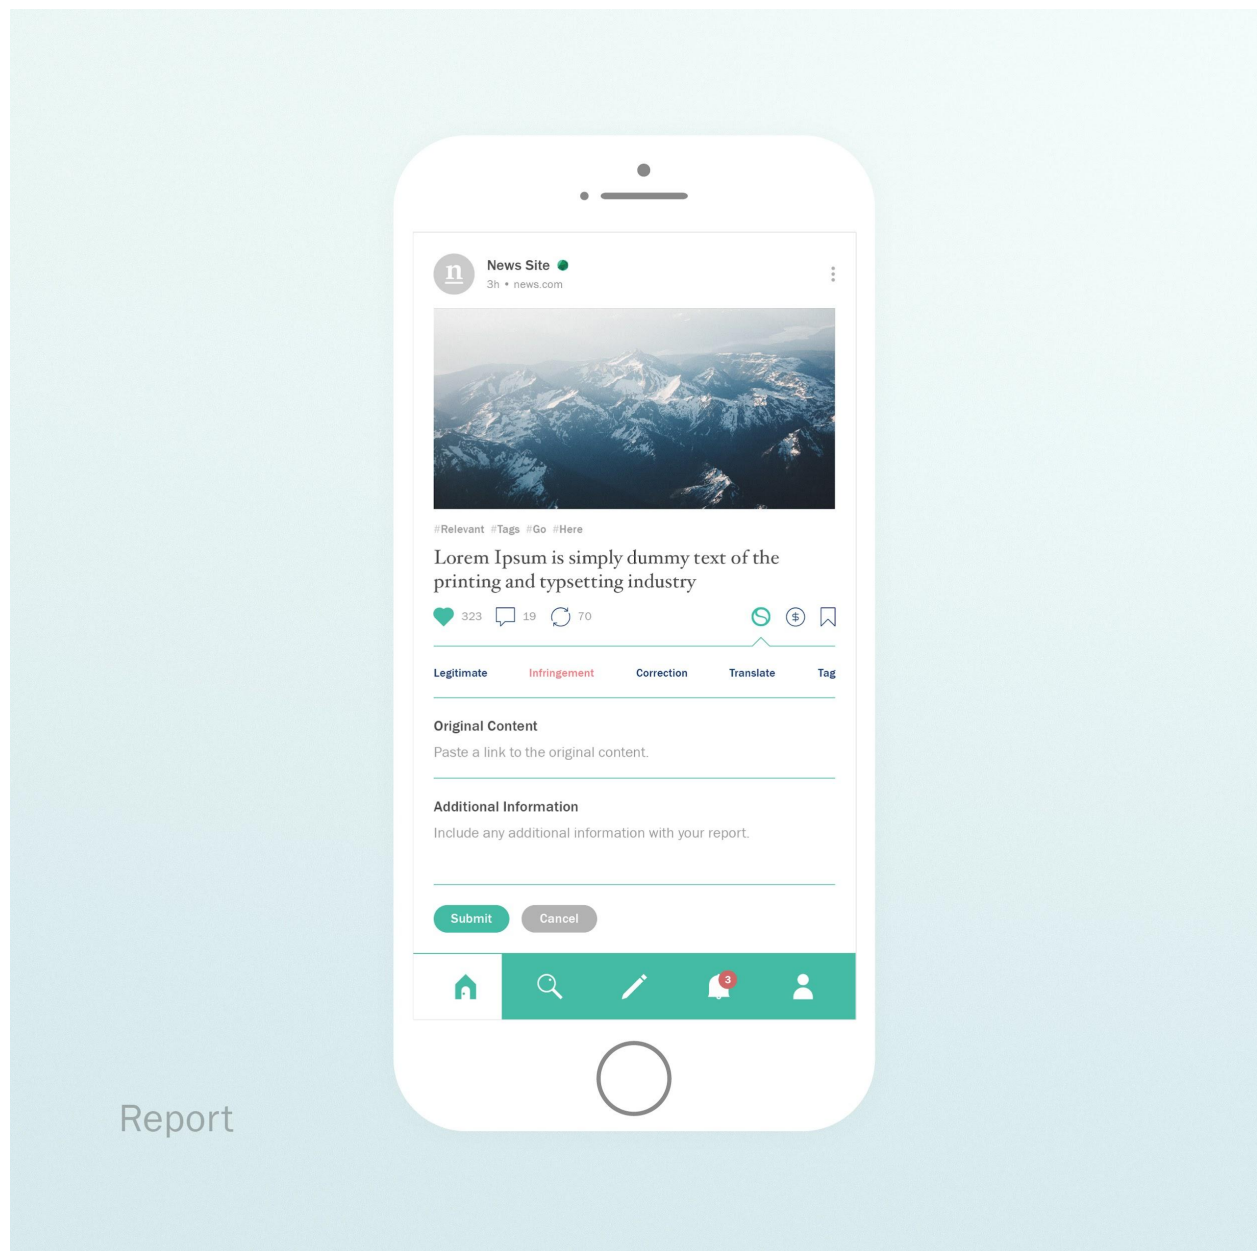 n
News Site
3h • news.com
#Relevant #Tags #Go #Here
Lorem Ipsum is simply dummy text of the
printing and typsetting industry
323 19 70 $
Legitimate Infringement Correction Translate Tag
Original Content
Paste a link to the original content.
Additional Information
Include any additional information with your report.
Submit Cancel
3
Report